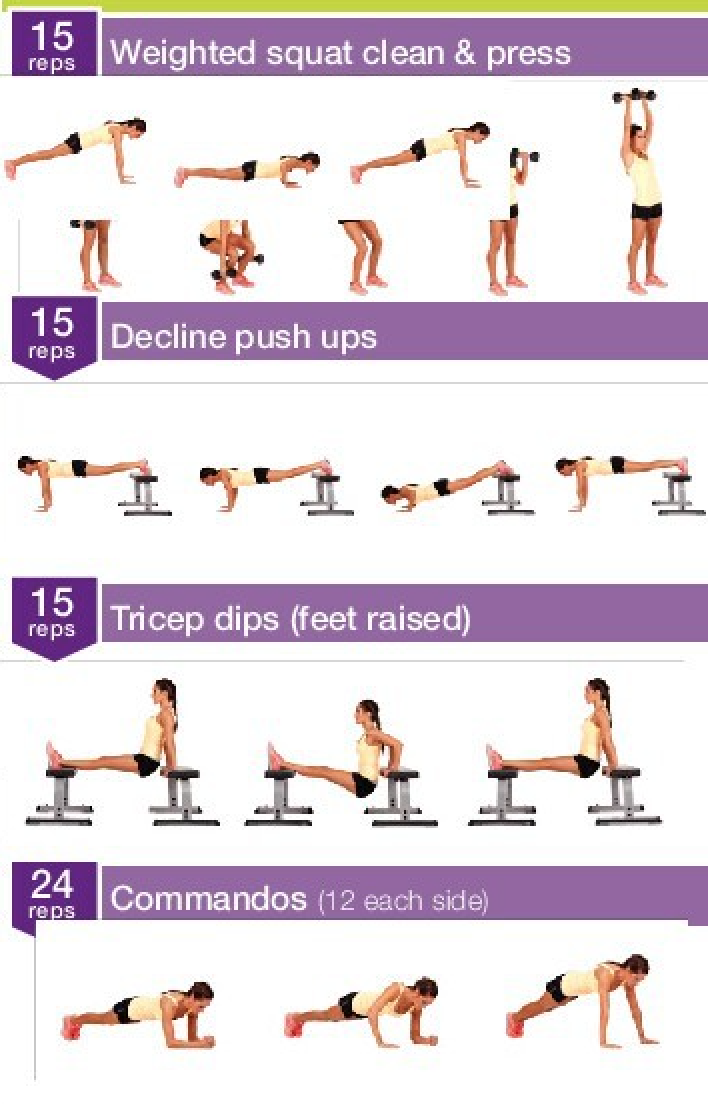 15
reps
Weighted squat clean & press
15
reps
Decline push ups
15
reps
Tricep dips (feet raised)
24
reps
Commandos (12 each side)